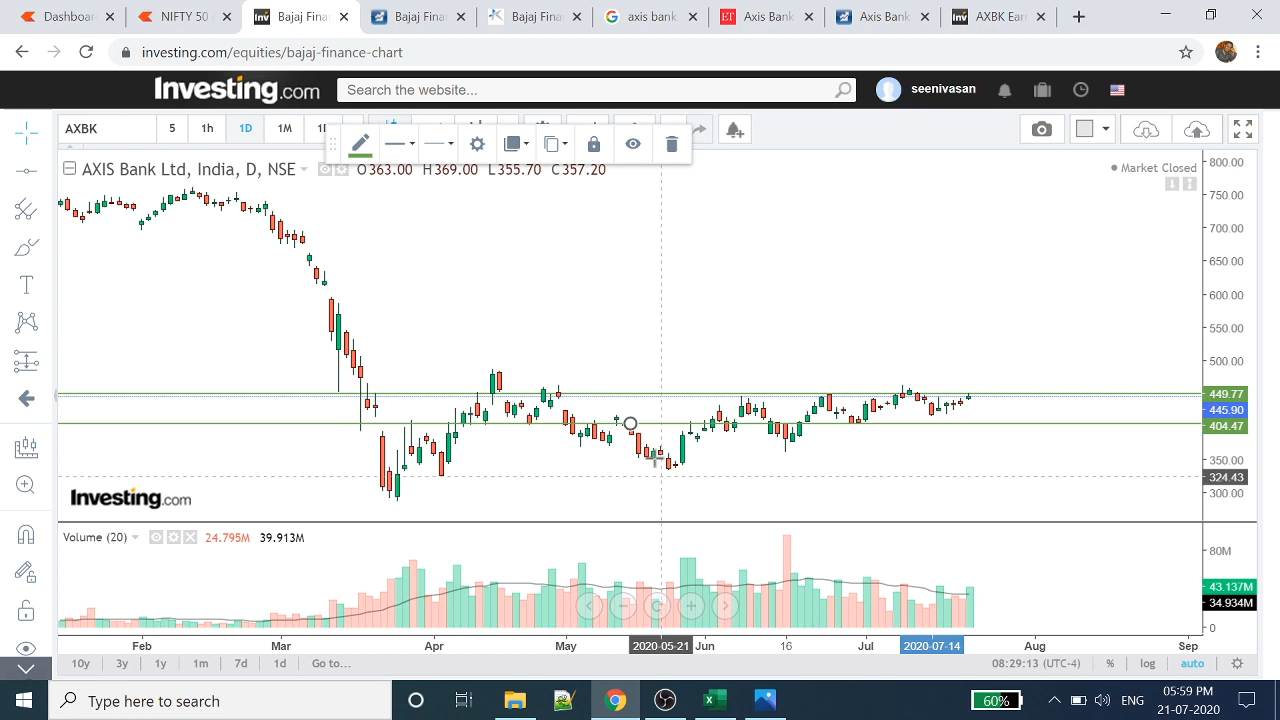 Dashboa
NIFTY 50
Bajaj Fina
Bajaj Fina
Bajaj Fina
axis bank
Axis Bank
Axis Bank
AXBK Ear
investing.com/equities/bajaj-finance-chart
Investing.com
Search the website...
seenivasan
AXBK
5
1h
1D
1M
AXIS Bank Ltd, India, D, NSE
O363.00 H369.00 L355.70 C357.20
Market Closed
800.00
750.00
700.00
650.00
600.00
550.00
500.00
449.77
445.90
404.47
350.00
324.43
300.00
Investing.com
Volume (20)
24.795M
39.913M
80M
43.137M
34.934M
0
Feb
Mar
Apr
May
2020-05-21
Jun
16
Jul
2020-07-14
Aug
Sep
10y
3y
1y
1m
7d
1d
Go to...
08:29:13 (UTC-4)
%
log
auto
Type here to search
60%
ENG
05:59 PM
21-07-2020